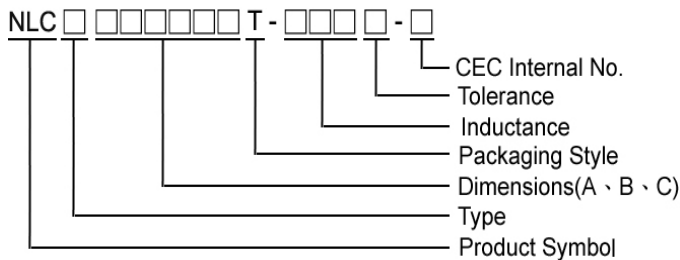 NLC□ □□□□□□ T - □□□ □ - □
CEC Internal No.
Tolerance
Inductance
Packaging Style
Dimensions(A、B、C)
Type
Product Symbol